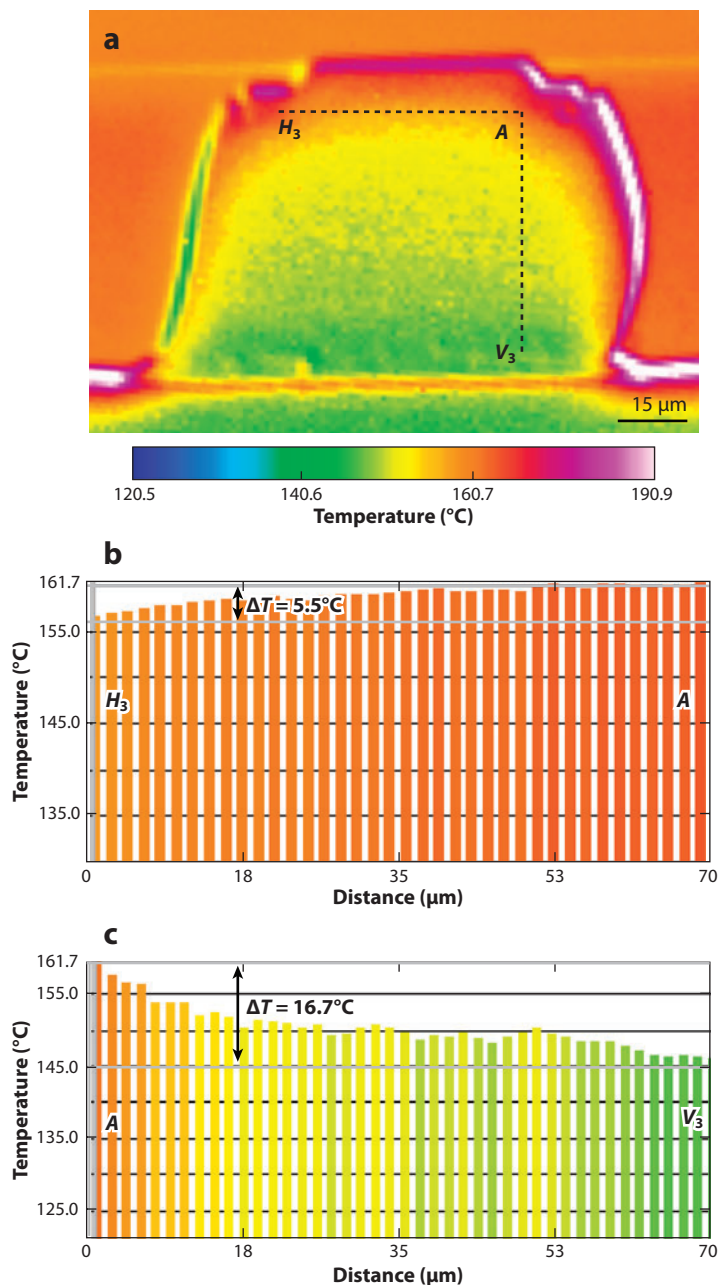 a
H3
A
V3
15 µm
120.5 140.6 160.7 190.9
Temperature (°C)
b
161.7
ΔT = 5.5°C
155.0
H3
A
145.0
135.0
Temperature (°C)
0 18 35 53 70
Distance (µm)
c
161.7
155.0
ΔT = 16.7°C
145.0
A
V3
135.0
125.0
Temperature (°C)
0 18 35 53 70
Distance (µm)